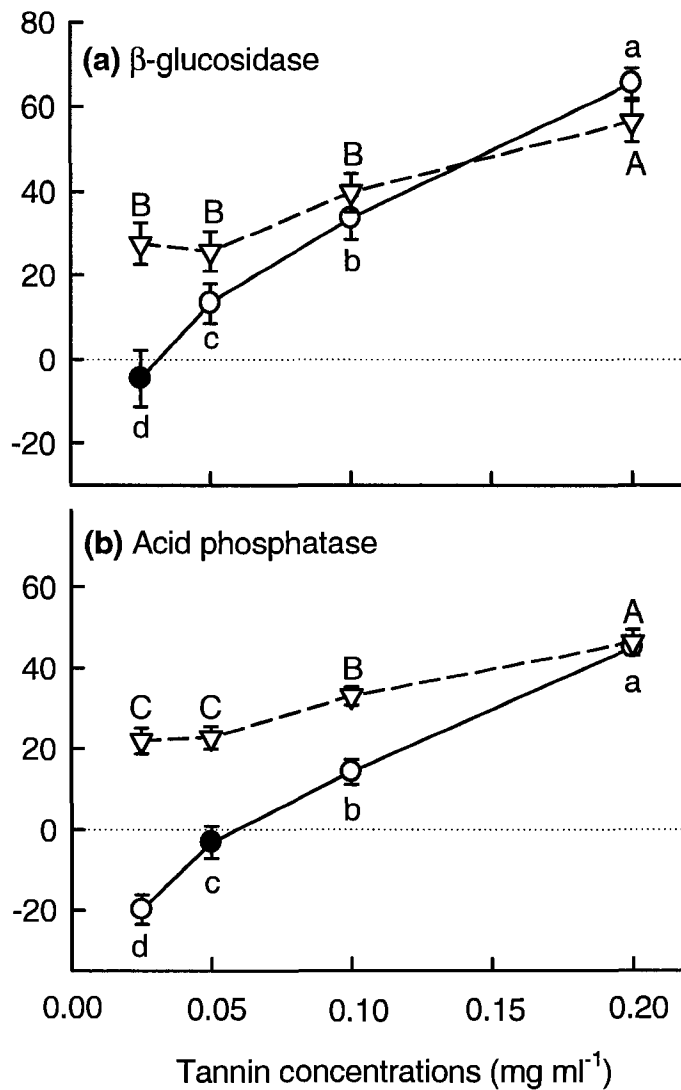 80
(a) β-glucosidase
a
60
B
A
40
B B
b
20
c
0
d
-20
(b) Acid phosphatase
60
A
40
B
C C
a
20
b
0
c
-20
d
0.00 0.05 0.10 0.15 0.20
Tannin concentrations (mg ml⁻¹)